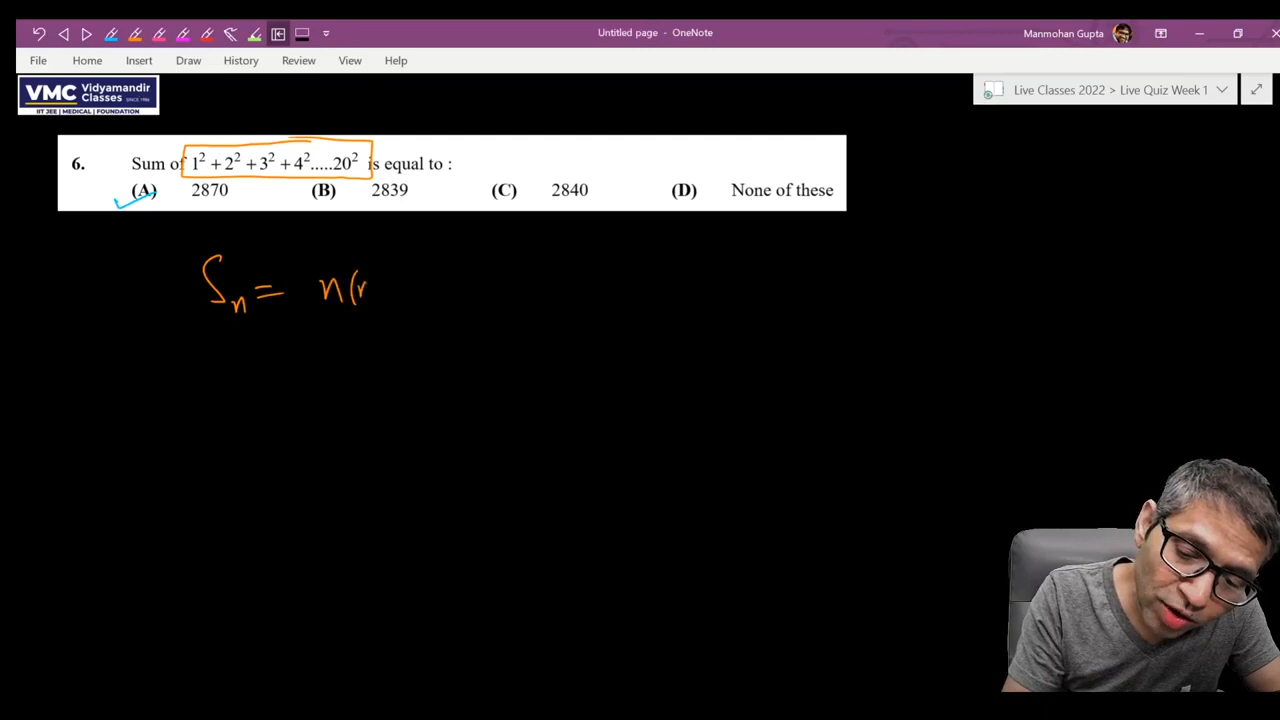 Untitled page - OneNote
Manmohan Gupta
File Home Insert Draw History Review View Help
VMC Vidyamandir Classes SINCE 1986
IIT JEE | MEDICAL | FOUNDATION
Live Classes 2022 > Live Quiz Week 1
6. Sum of 1² + 2² + 3² + 4².....20² is equal to :
(A) 2870 (B) 2839 (C) 2840 (D) None of these
Sₙ = n(